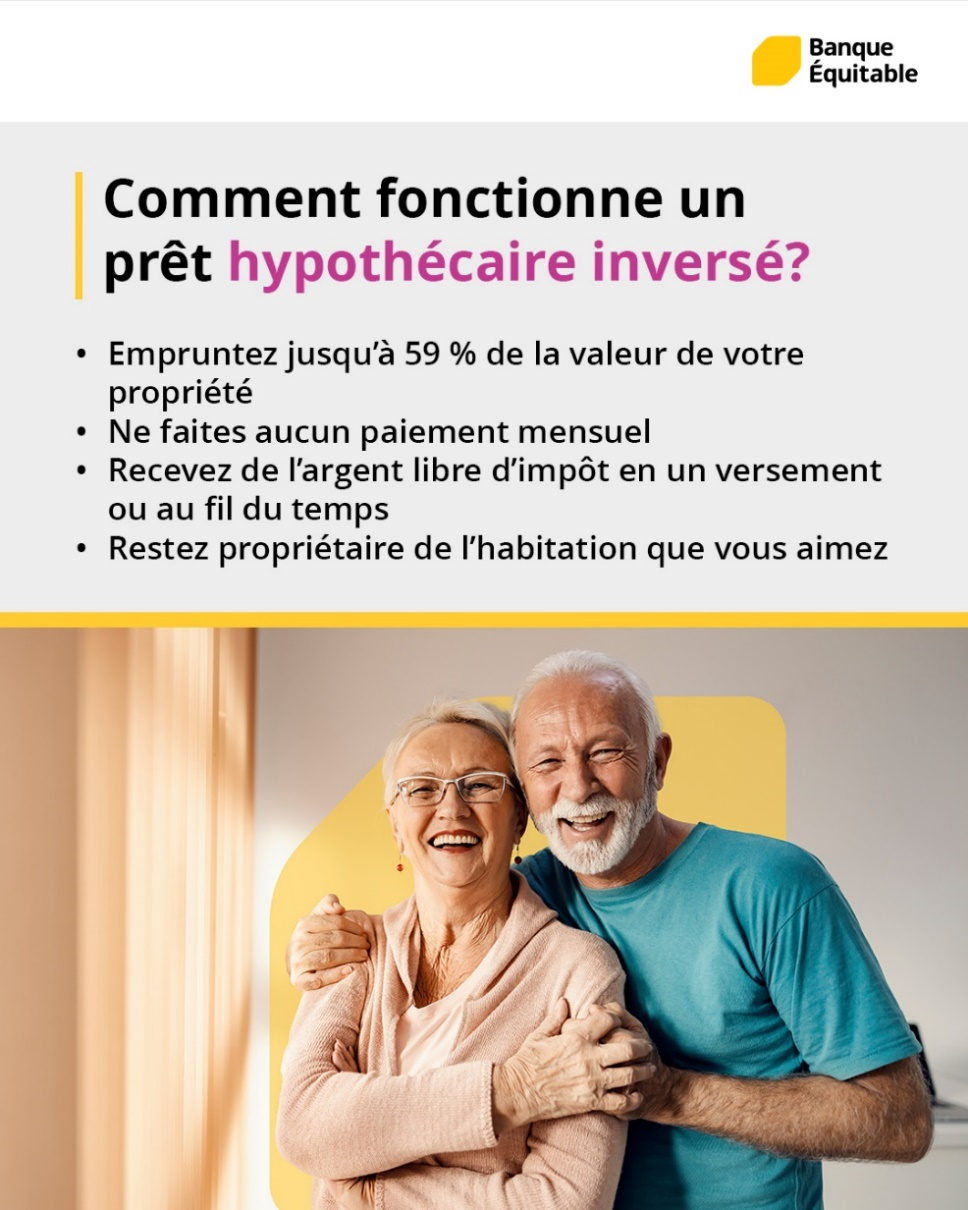 Banque
Équitable
Comment fonctionne un
prêt hypothécaire inversé?
• Empruntez jusqu’à 59 % de la valeur de votre
propriété
• Ne faites aucun paiement mensuel
• Recevez de l’argent libre d’impôt en un versement
ou au fil du temps
• Restez propriétaire de l’habitation que vous aimez